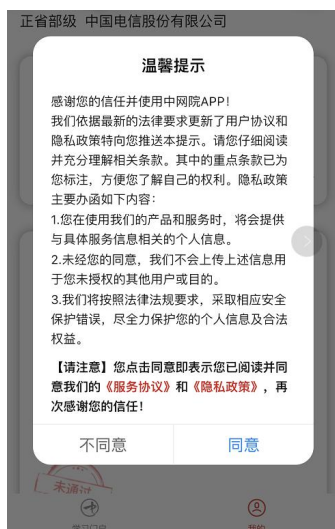 正省部级 中国电信股份有限公司
温馨提示
感谢您的信任并使用中网院APP!
我们依据最新的法律要求更新了用户协议和
隐私政策特向您推送本提示。请您仔细阅读
并充分理解相关条款。其中的重点条款已为
您标注，方便您了解自己的权利。隐私政策
主要办函如下内容:
1.您在使用我们的产品和服务时，将会提供
与具体服务信息相关的个人信息。
2.未经您的同意，我们不会上传上述信息用
于您未授权的其他用户或目的。
3.我们将按照法律法规要求，采取相应安全
保护错误，尽全力保护您的个人信息及合法
权益。
【请注意】您点击同意即表示您已阅读并同
意我们的《服务协议》和《隐私政策》，再
次感谢您的信任!
不同意 同意
未通过
学习门户 我的